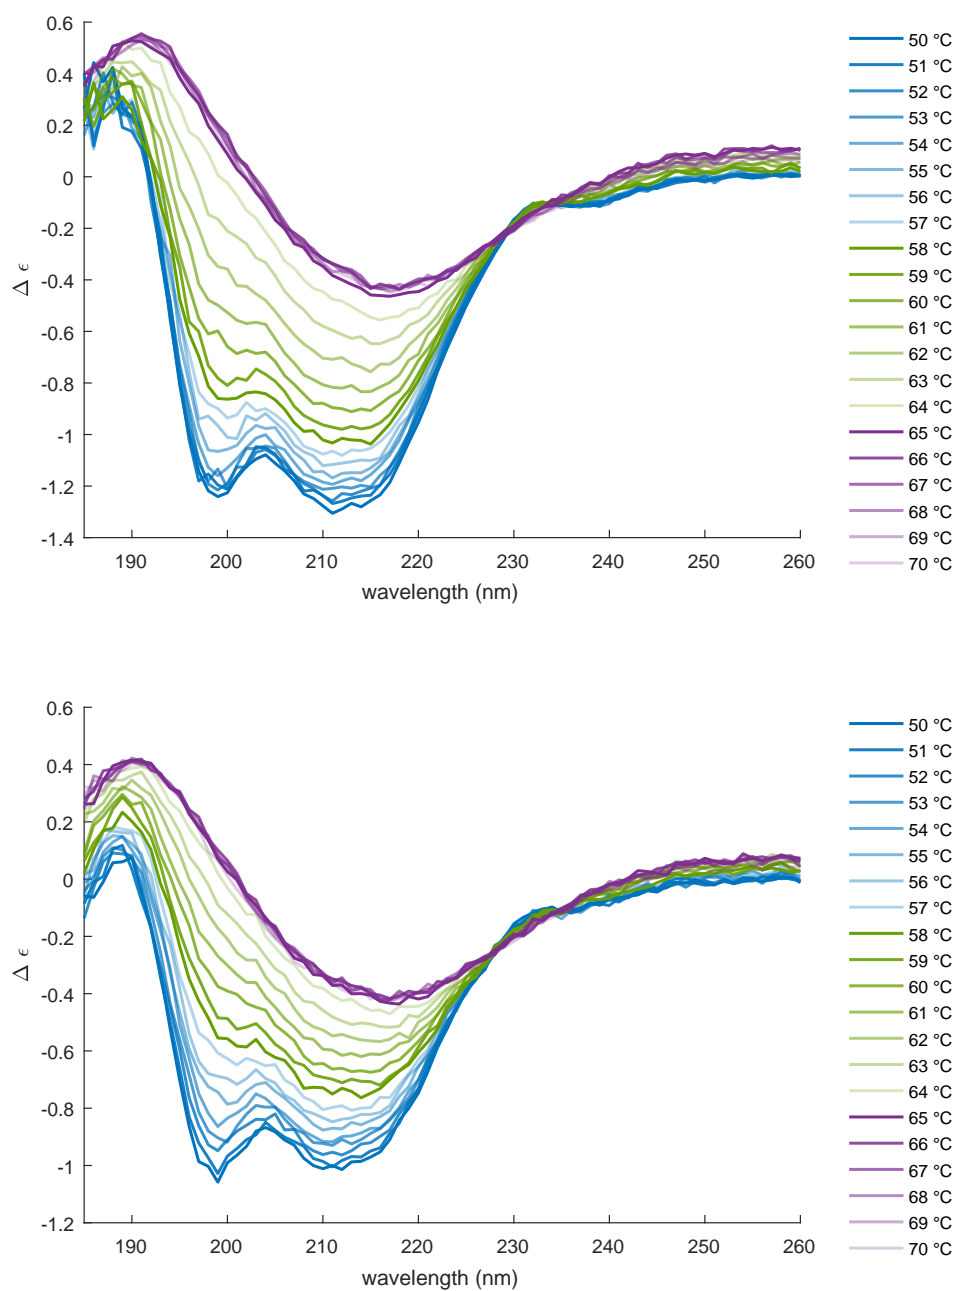 0.6
0.4
0.2
0
-0.2
-0.4
-0.6
-0.8
-1
-1.2
-1.4
Δ ϵ
190 200 210 220 230 240 250 260
wavelength (nm)
50 °C
51 °C
52 °C
53 °C
54 °C
55 °C
56 °C
57 °C
58 °C
59 °C
60 °C
61 °C
62 °C
63 °C
64 °C
65 °C
66 °C
67 °C
68 °C
69 °C
70 °C
0.6
0.4
0.2
0
-0.2
-0.4
-0.6
-0.8
-1
-1.2
Δ ϵ
190 200 210 220 230 240 250 260
wavelength (nm)
50 °C
51 °C
52 °C
53 °C
54 °C
55 °C
56 °C
57 °C
58 °C
59 °C
60 °C
61 °C
62 °C
63 °C
64 °C
65 °C
66 °C
67 °C
68 °C
69 °C
70 °C